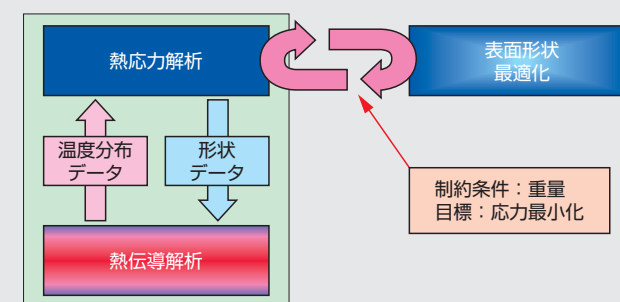 熱応力解析
表面形状
最適化
温度分布
データ
形状
データ
制約条件：重量
目標：応力最小化
熱伝導解析